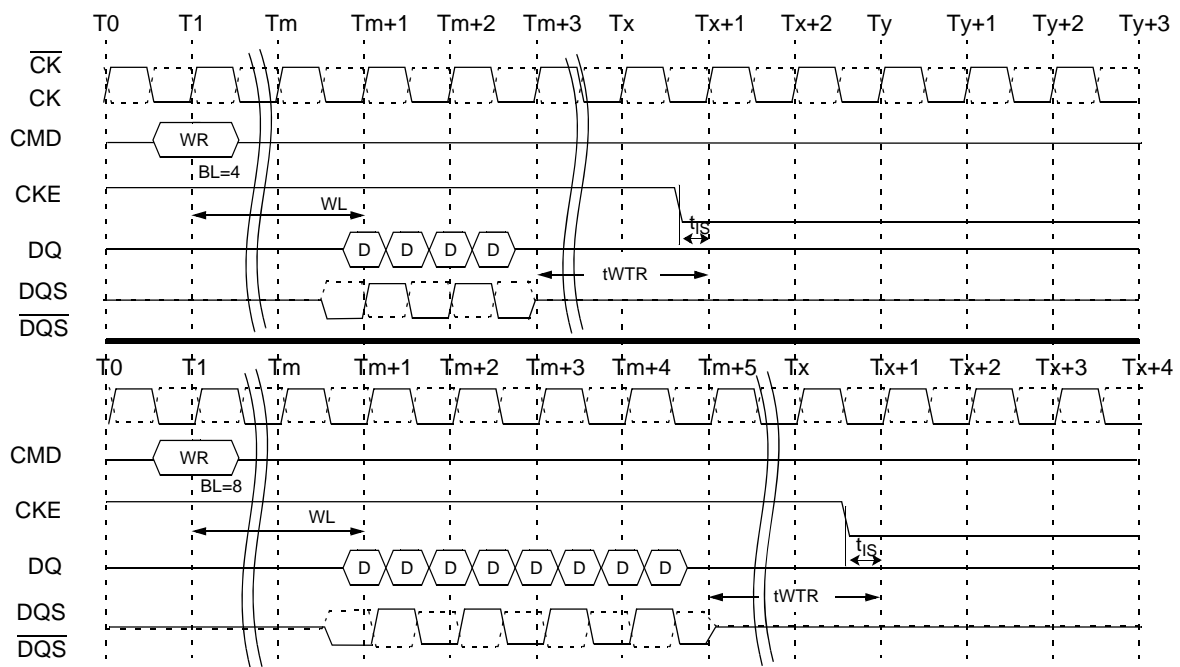 T0 T1 Tm Tm+1 Tm+2 Tm+3 Tx Tx+1 Tx+2 Ty Ty+1 Ty+2 Ty+3
CK
CK
CMD WR
BL=4
CKE
WL
tIS
DQ D D D D
tWTR
DQS
DQS
T0 T1 Tm Tm+1 Tm+2 Tm+3 Tm+4 Tm+5 Tx Tx+1 Tx+2 Tx+3 Tx+4
CMD WR
BL=8
CKE
WL
tIS
DQ D D D D D D D D
tWTR
DQS
DQS